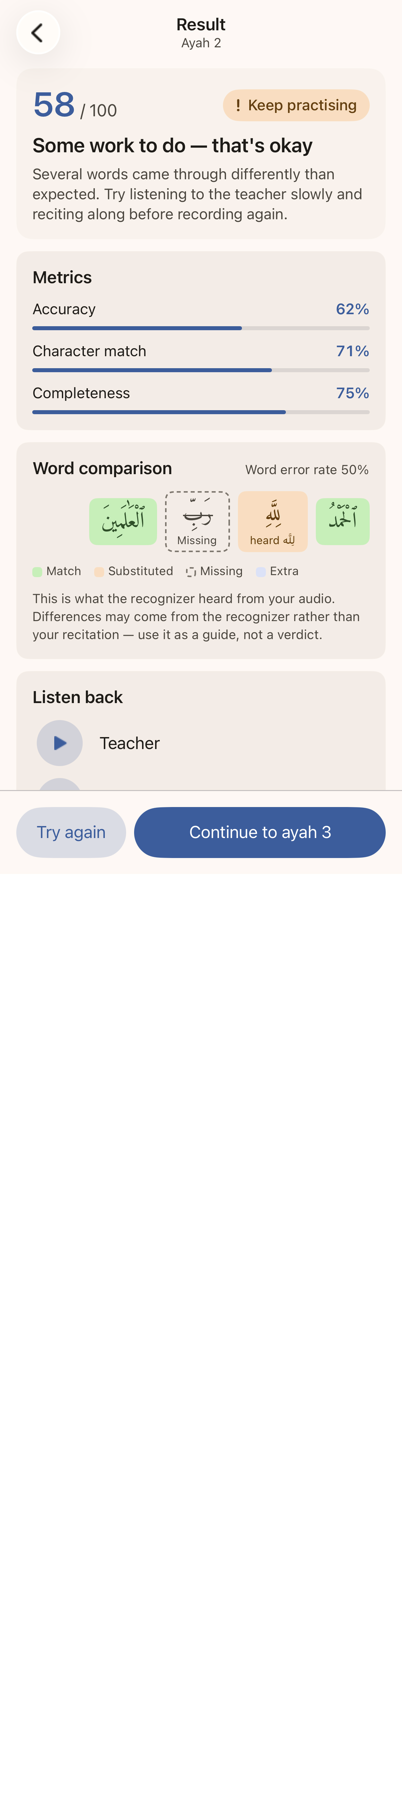 Result
Ayah 2
58 / 100
! Keep practising
Some work to do — that's okay
Several words came through differently than
expected. Try listening to the teacher slowly and
reciting along before recording again.
Metrics
Accuracy 62%
Character match 71%
Completeness 75%
Word comparison Word error rate 50%
ٱلْحَمْدُ لِلَّهِ رَبِّ ٱلْعَٰلَمِينَ
heard لِلَّه Missing
Match Substituted Missing Extra
This is what the recognizer heard from your audio.
Differences may come from the recognizer rather than
your recitation — use it as a guide, not a verdict.
Listen back
Teacher
Try again Continue to ayah 3